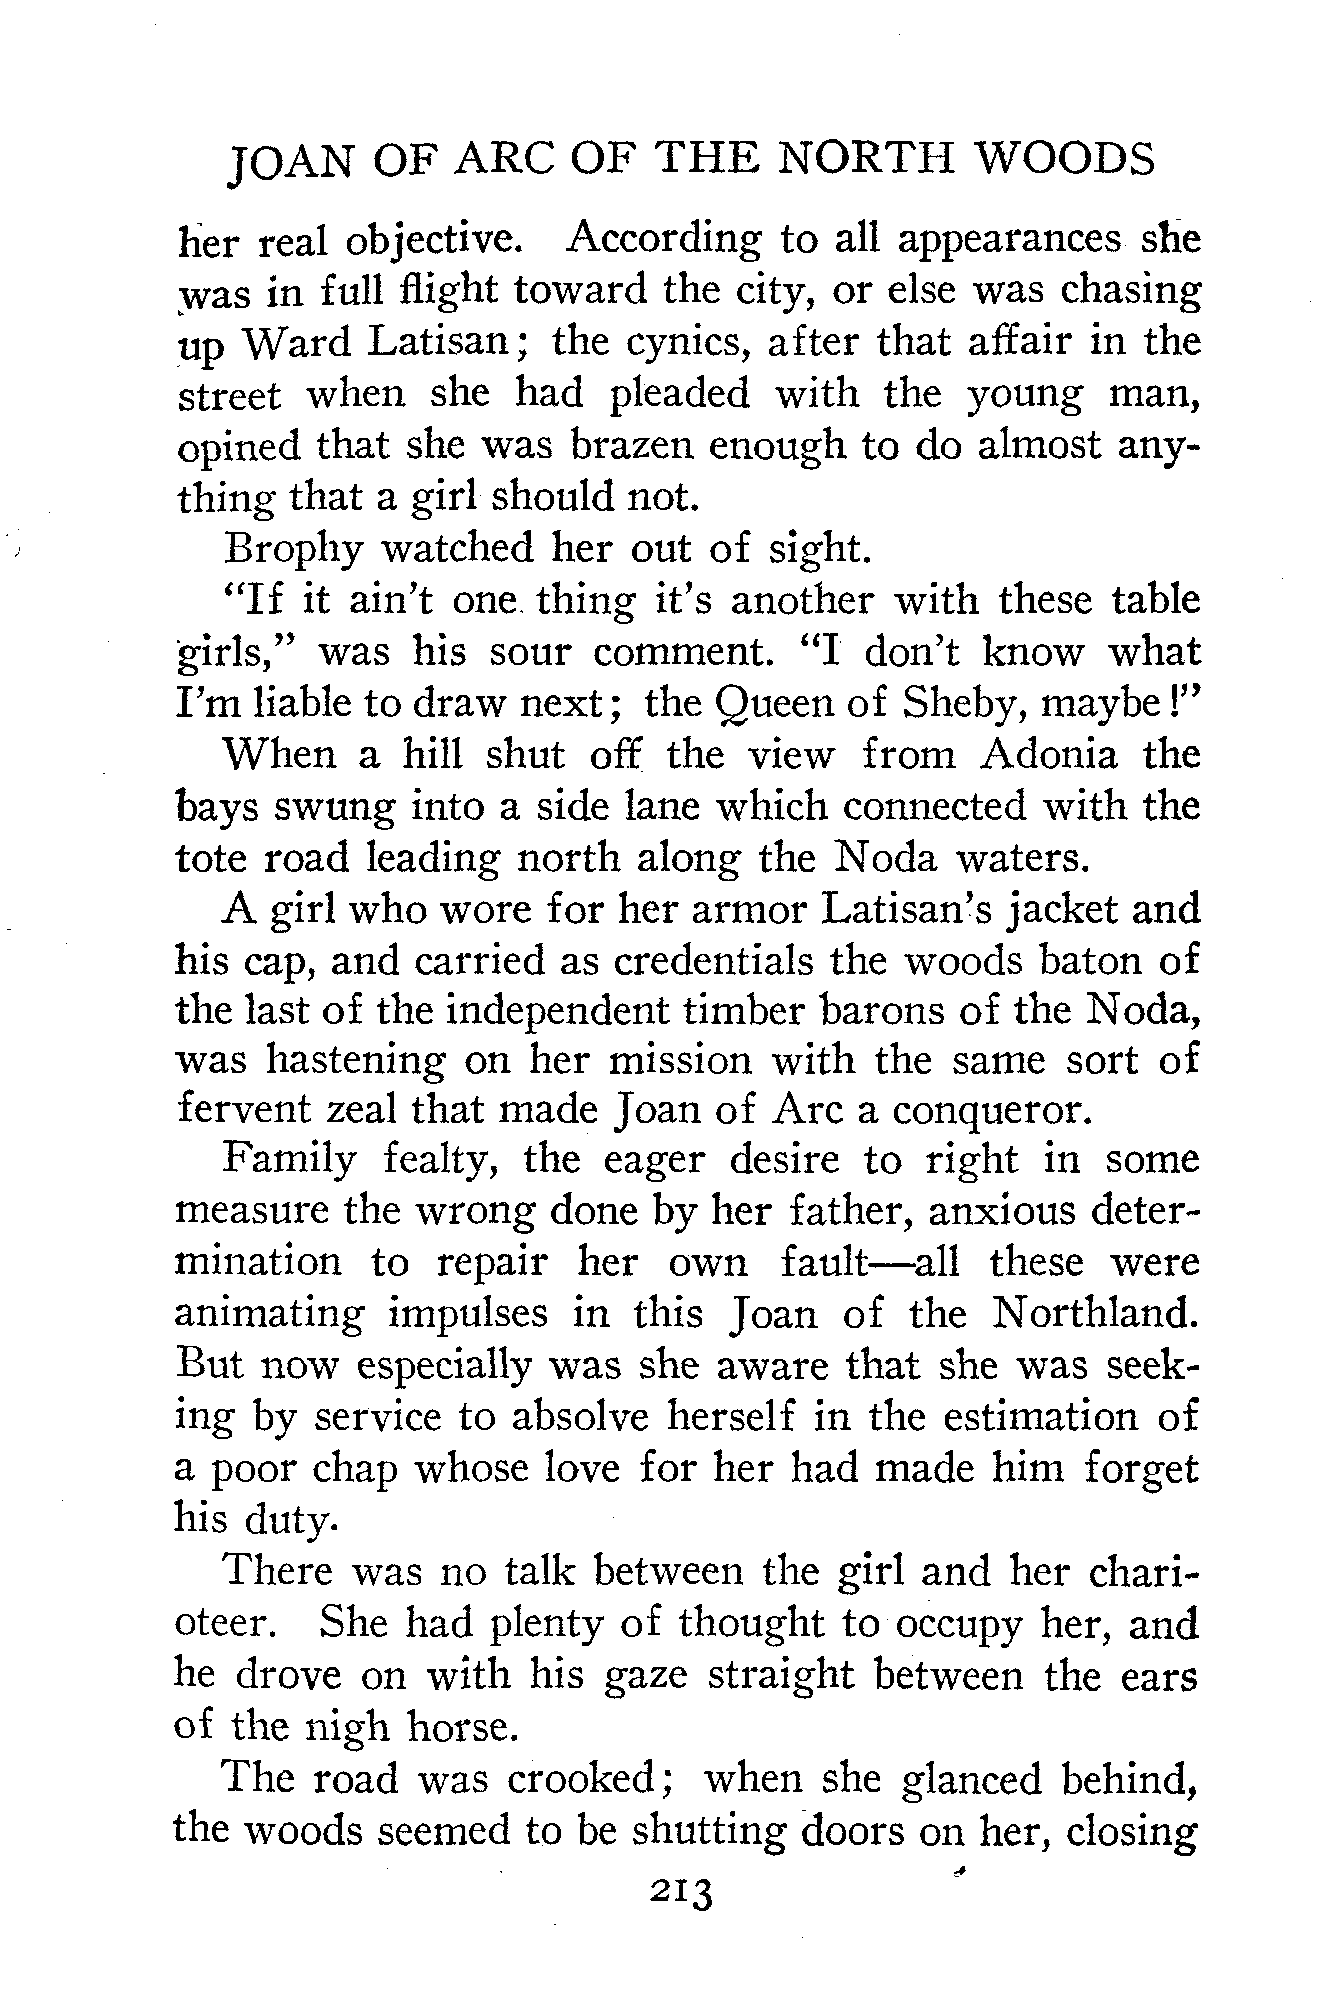 JOAN OF ARC OF THE NORTH WOODS
her real objective. According to all appearances she
was in full flight toward the city, or else was chasing
up Ward Latisan; the cynics, after that affair in the
street when she had pleaded with the young man,
opined that she was brazen enough to do almost any-
thing that a girl should not.
Brophy watched her out of sight.
“If it ain't one thing it's another with these table
girls,” was his sour comment. “I don't know what
I'm liable to draw next; the Queen of Sheby, maybe!”
When a hill shut off the view from Adonia the
bays swung into a side lane which connected with the
tote road leading north along the Noda waters.
A girl who wore for her armor Latisan's jacket and
his cap, and carried as credentials the woods baton of
the last of the independent timber barons of the Noda,
was hastening on her mission with the same sort of
fervent zeal that made Joan of Arc a conqueror.
Family fealty, the eager desire to right in some
measure the wrong done by her father, anxious deter-
mination to repair her own fault—all these were
animating impulses in this Joan of the Northland.
But now especially was she aware that she was seek-
ing by service to absolve herself in the estimation of
a poor chap whose love for her had made him forget
his duty.
There was no talk between the girl and her chari-
oteer. She had plenty of thought to occupy her, and
he drove on with his gaze straight between the ears
of the nigh horse.
The road was crooked; when she glanced behind,
the woods seemed to be shutting doors on her, closing
213